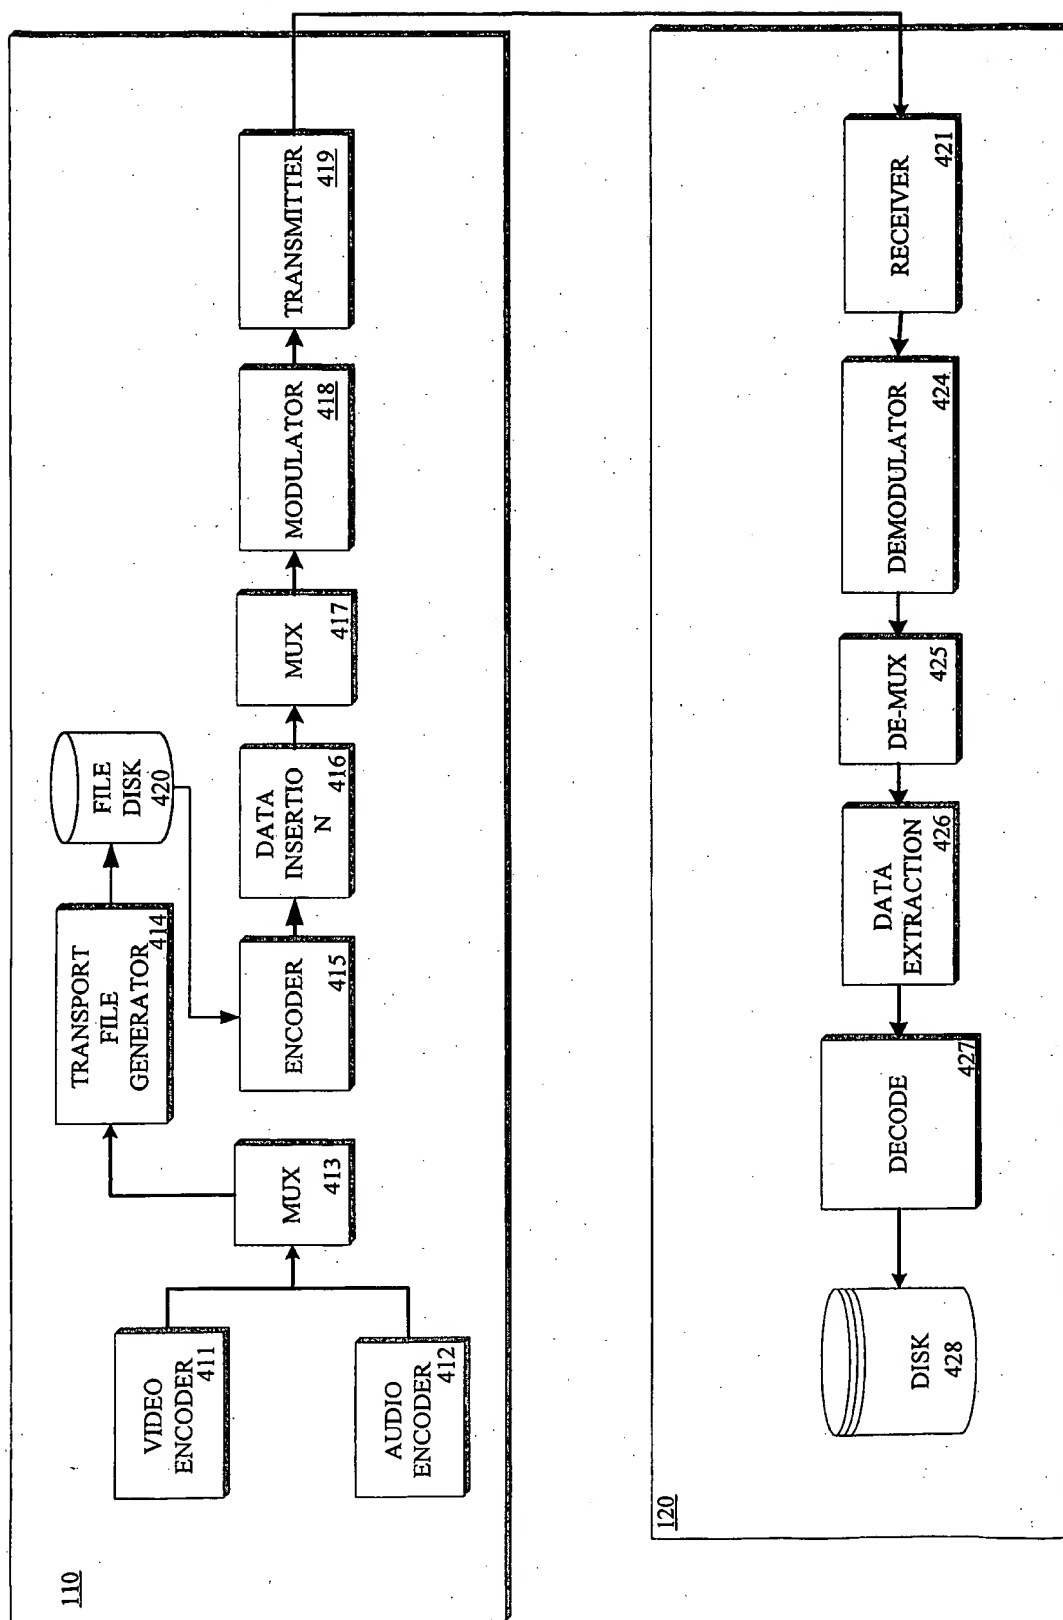 110
VIDEO
ENCODER
411
AUDIO
ENCODER
412
MUX
413
TRANSPORT
FILE
GENERATOR
414
FILE
DISK
420
ENCODER
415
DATA
INSERTIO
N
416
MUX
417
MODULATOR
418
TRANSMITTER
419
120
RECEIVER
421
DEMODULATOR
424
DE-MUX
425
DATA
EXTRACTION
426
DECODE
427
DISK
428